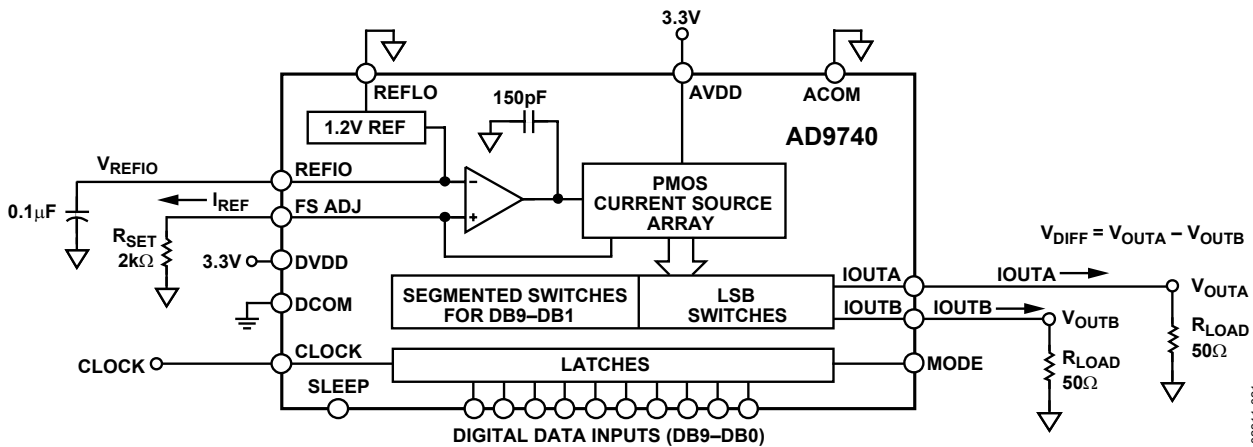 3.3V
REFLO
AVDD
ACOM
150pF
1.2V REF
AD9740
VREFIO
REFIO
PMOS
CURRENT SOURCE
ARRAY
IREF
0.1µF
FS ADJ
RSET
2kΩ
VDIFF = VOUTA – VOUTB
3.3V
DVDD
IOUTA
IOUTA
VOUTA
DCOM
SEGMENTED SWITCHES
FOR DB9–DB1
LSB
SWITCHES
IOUTB
IOUTB
VOUTB
RLOAD
50Ω
RLOAD
50Ω
CLOCK
CLOCK
LATCHES
MODE
SLEEP
DIGITAL DATA INPUTS (DB9–DB0)